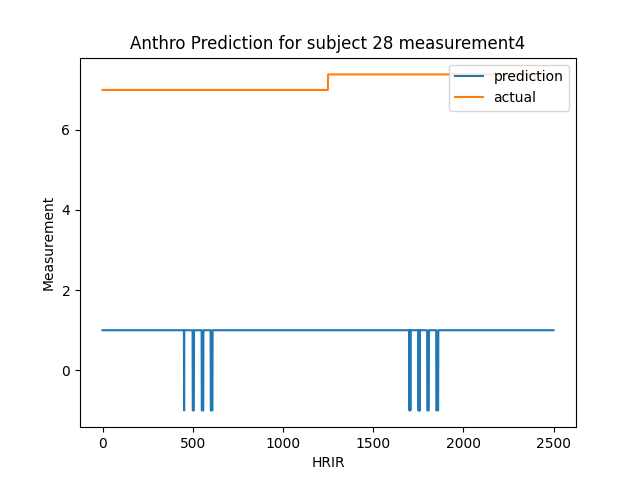 Anthro Prediction for subject 28 measurement4
prediction
actual
Measurement
6
4
2
0
0 500 1000 1500 2000 2500
HRIR